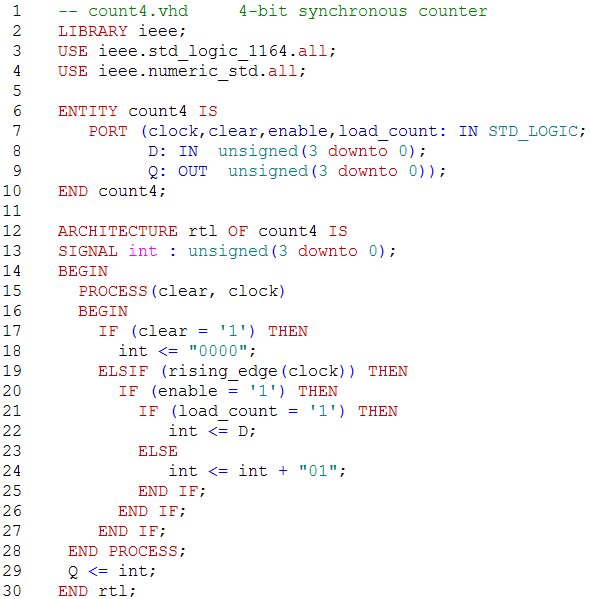 1 -- count4.vhd     4-bit synchronous counter
2 LIBRARY ieee;
3 USE ieee.std_logic_1164.all;
4 USE ieee.numeric_std.all;
5
6 ENTITY count4 IS
7    PORT (clock,clear,enable,load_count: IN STD_LOGIC;
8          D: IN  unsigned(3 downto 0);
9          Q: OUT  unsigned(3 downto 0));
10 END count4;
11
12 ARCHITECTURE rtl OF count4 IS
13 SIGNAL int : unsigned(3 downto 0);
14 BEGIN
15   PROCESS(clear, clock)
16   BEGIN
17     IF (clear = '1') THEN
18       int <= "0000";
19     ELSIF (rising_edge(clock)) THEN
20       IF (enable = '1') THEN
21         IF (load_count = '1') THEN
22            int <= D;
23         ELSE
24            int <= int + "01";
25         END IF;
26       END IF;
27     END IF;
28  END PROCESS;
29  Q <= int;
30 END rtl;